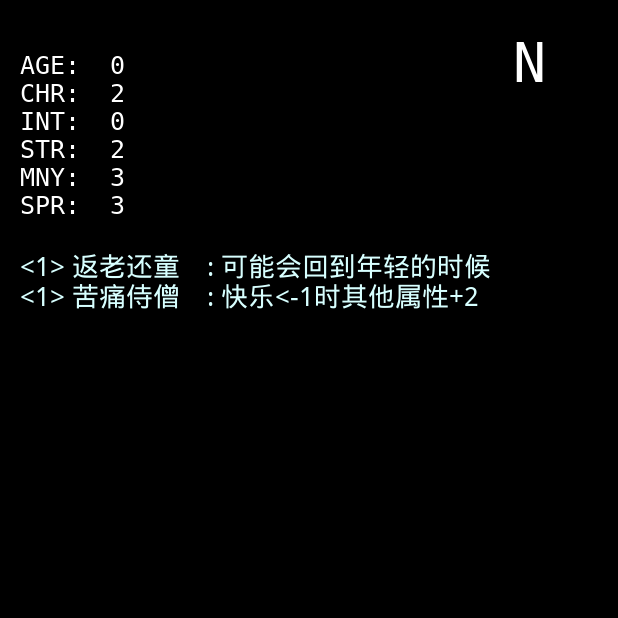 N
AGE: 0
CHR: 2
INT: 0
STR: 2
MNY: 3
SPR: 3
<1> 返老还童 : 可能会回到年轻的时候
<1> 苦痛侍僧 : 快乐<-1时其他属性+2